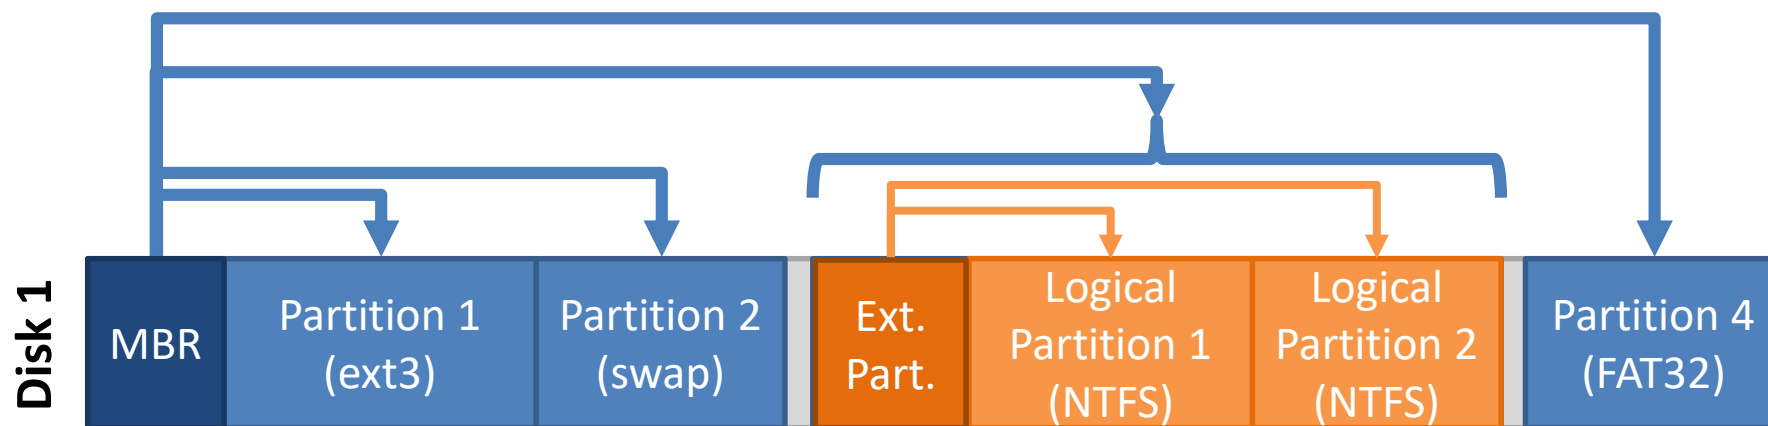 Disk 1
MBR
Partition 1
(ext3)
Partition 2
(swap)
Ext.
Part.
Logical
Partition 1
(NTFS)
Logical
Partition 2
(NTFS)
Partition 4
(FAT32)